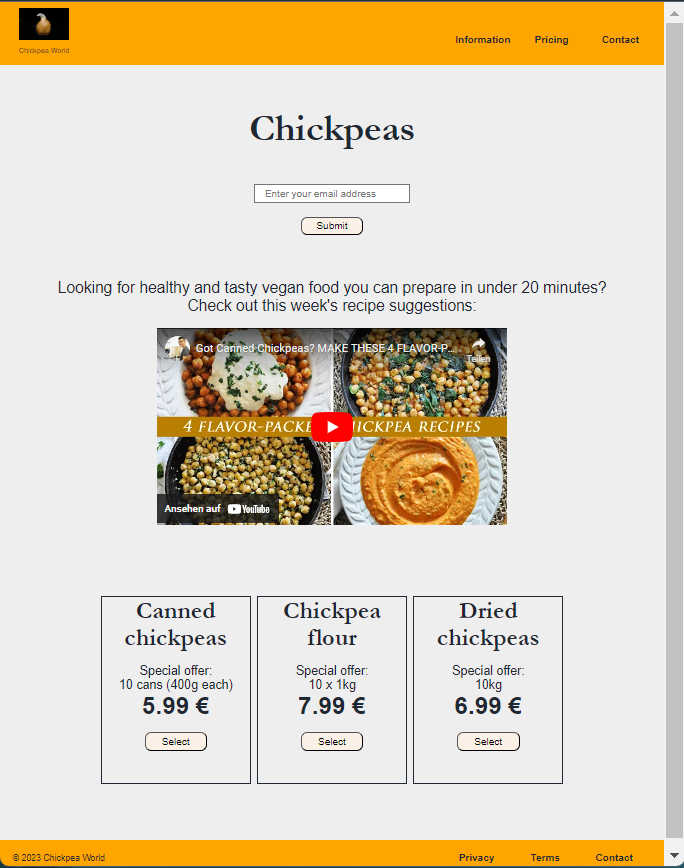 Chickpea World
Information Pricing Contact
Chickpeas
Enter your email address
Submit
Looking for healthy and tasty vegan food you can prepare in under 20 minutes?
Check out this week's recipe suggestions:
Got Canned Chickpeas? MAKE THESE 4 FLAVOR-P...
Teilen
4 FLAVOR-PACKE
CHICKPEA RECIPES
Ansehen auf YouTube
Canned
chickpeas
Special offer:
10 cans (400g each)
5.99 €
Select
Chickpea
flour
Special offer:
10 x 1kg
7.99 €
Select
Dried
chickpeas
Special offer:
10kg
6.99 €
Select
© 2023 Chickpea World
Privacy Terms Contact